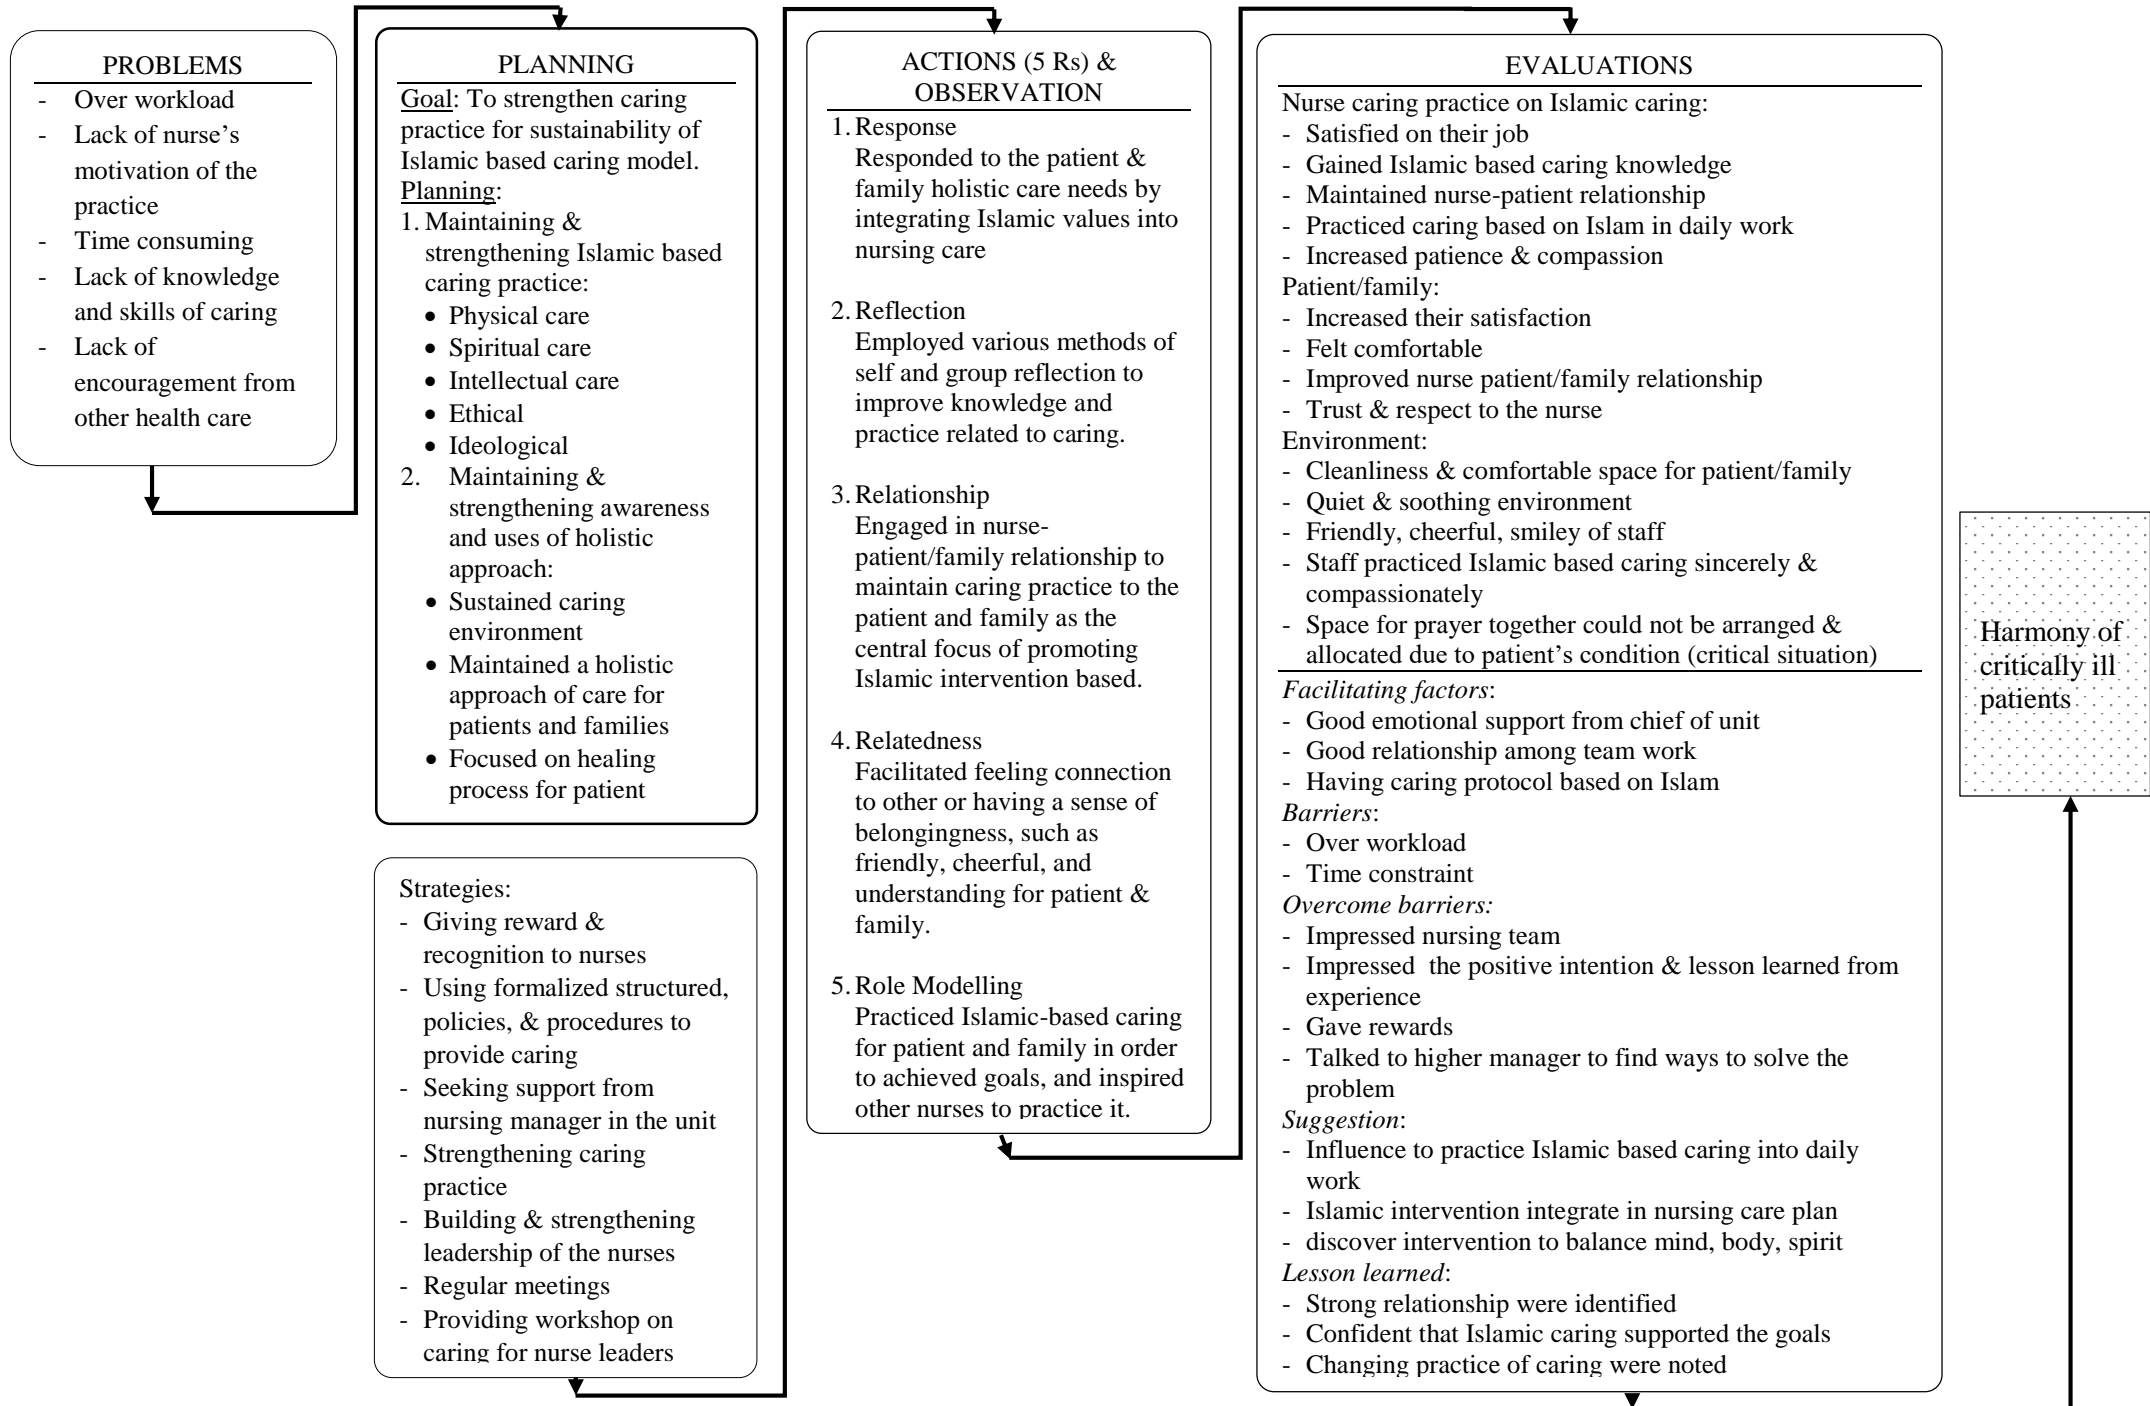 PROBLEMS
- Over workload
- Lack of nurse’s
motivation of the
practice
- Time consuming
- Lack of knowledge
and skills of caring
- Lack of
encouragement from
other health care
PLANNING
Goal: To strengthen caring
practice for sustainability of
Islamic based caring model.
Planning:
1. Maintaining &
strengthening Islamic based
caring practice:
• Physical care
• Spiritual care
• Intellectual care
• Ethical
• Ideological
2. Maintaining &
strengthening awareness
and uses of holistic
approach:
• Sustained caring
environment
• Maintained a holistic
approach of care for
patients and families
• Focused on healing
process for patient
Strategies:
- Giving reward &
recognition to nurses
- Using formalized structured,
policies, & procedures to
provide caring
- Seeking support from
nursing manager in the unit
- Strengthening caring
practice
- Building & strengthening
leadership of the nurses
- Regular meetings
- Providing workshop on
caring for nurse leaders
ACTIONS (5 Rs) &
OBSERVATION
1. Response
Responded to the patient &
family holistic care needs by
integrating Islamic values into
nursing care
2. Reflection
Employed various methods of
self and group reflection to
improve knowledge and
practice related to caring.
3. Relationship
Engaged in nurse-
patient/family relationship to
maintain caring practice to the
patient and family as the
central focus of promoting
Islamic intervention based.
4. Relatedness
Facilitated feeling connection
to other or having a sense of
belongingness, such as
friendly, cheerful, and
understanding for patient &
family.
5. Role Modelling
Practiced Islamic-based caring
for patient and family in order
to achieved goals, and inspired
other nurses to practice it.
EVALUATIONS
Nurse caring practice on Islamic caring:
- Satisfied on their job
- Gained Islamic based caring knowledge
- Maintained nurse-patient relationship
- Practiced caring based on Islam in daily work
- Increased patience & compassion
Patient/family:
- Increased their satisfaction
- Felt comfortable
- Improved nurse patient/family relationship
- Trust & respect to the nurse
Environment:
- Cleanliness & comfortable space for patient/family
- Quiet & soothing environment
- Friendly, cheerful, smiley of staff
- Staff practiced Islamic based caring sincerely &
compassionately
- Space for prayer together could not be arranged &
allocated due to patient’s condition (critical situation)
Facilitating factors:
- Good emotional support from chief of unit
- Good relationship among team work
- Having caring protocol based on Islam
Barriers:
- Over workload
- Time constraint
Overcome barriers:
- Impressed nursing team
- Impressed the positive intention & lesson learned from
experience
- Gave rewards
- Talked to higher manager to find ways to solve the
problem
Suggestion:
- Influence to practice Islamic based caring into daily
work
- Islamic intervention integrate in nursing care plan
- discover intervention to balance mind, body, spirit
Lesson learned:
- Strong relationship were identified
- Confident that Islamic caring supported the goals
- Changing practice of caring were noted
Harmony of
critically ill
patients